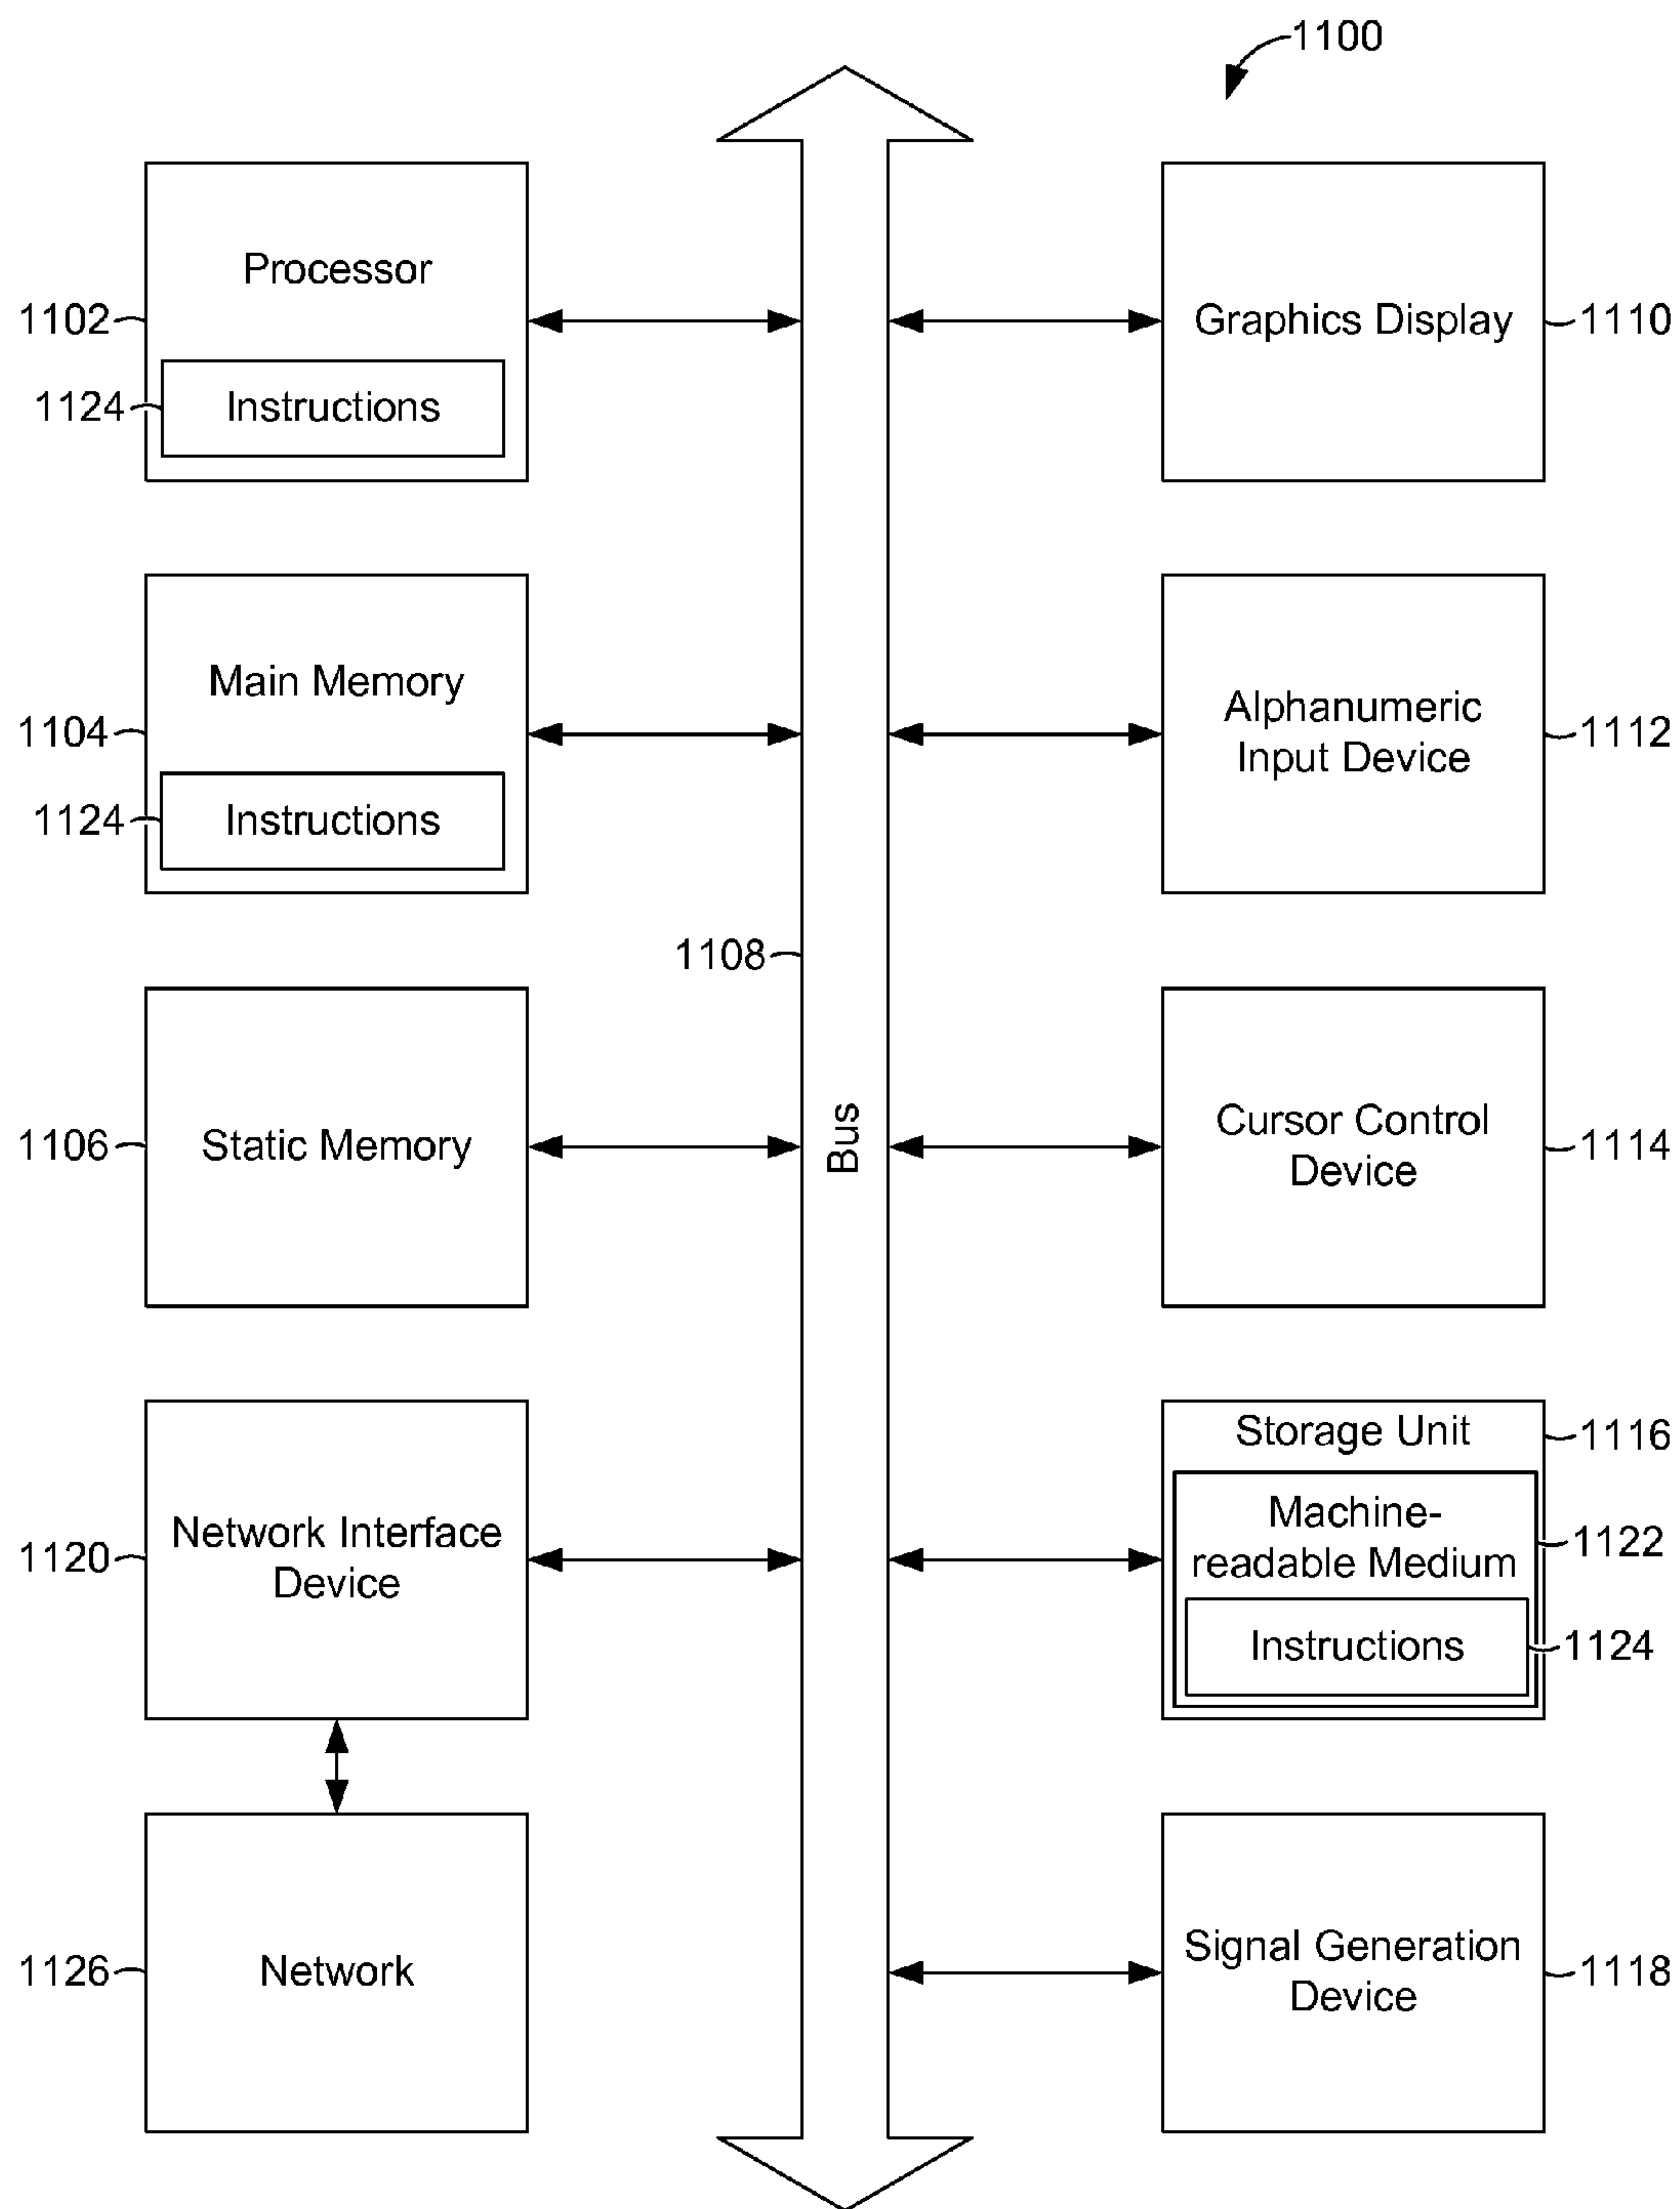 1100
Processor
1102
1124
Instructions
Graphics Display
1110
Main Memory
1104
1124
Instructions
Alphanumeric
Input Device
1112
1108
Bus
1106
Static Memory
Cursor Control
Device
1114
1120
Network Interface
Device
Storage Unit
1116
Machine-
readable Medium
1122
Instructions
1124
1126
Network
Signal Generation
Device
1118